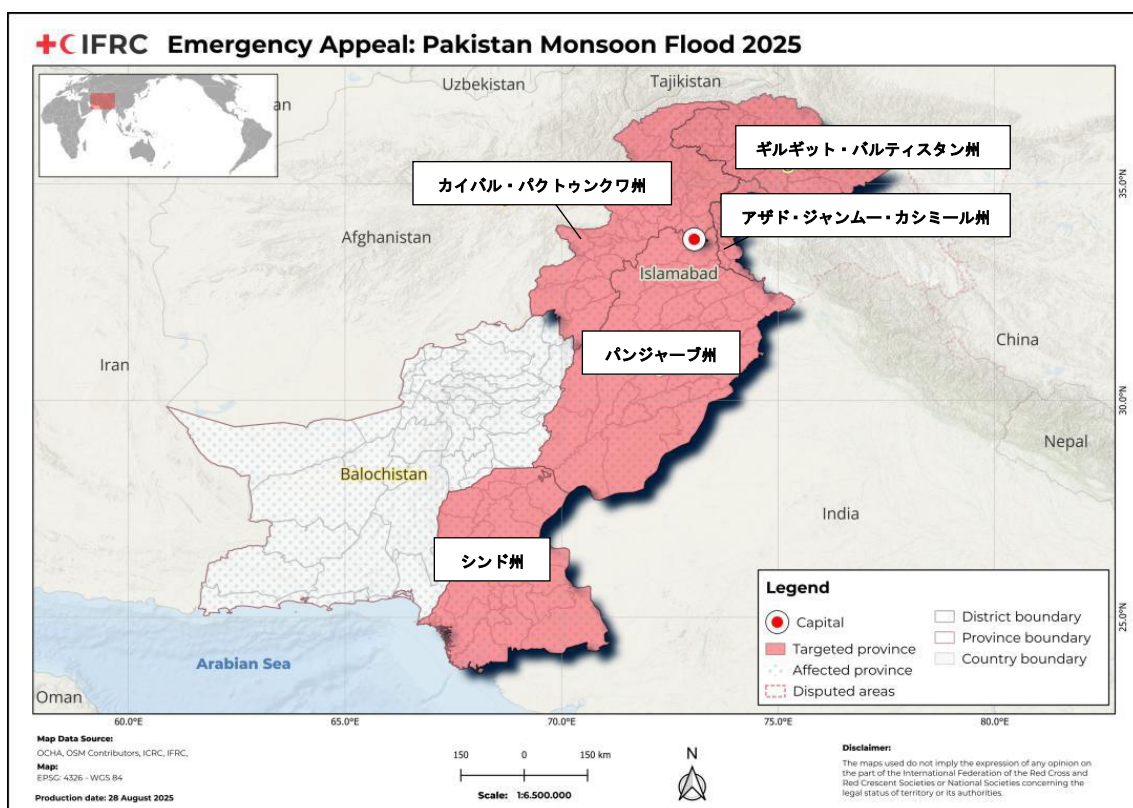 IFRC Emergency Appeal: Pakistan Monsoon Flood 2025
Uzbekistan
Tajikistan
an
ギルギット・バルティスタン州
カイバル・パクトゥンクワ州
35.0°N
アザド・ジャンムー・カシミール州
Afghanistan
Islamabad
China
パンジャーブ州
Iran
30.0°N
Nepal
Balochistan
India
シンド州
Legend
Capital
Targeted province
Affected province
Disputed areas
District boundary
Province boundary
Country boundary
25.0°N
Arabian Sea
Oman
60.0°E
65.0°E
70.0°E
75.0°E
80.0°E
Map Data Source:
OCHA, OSM Contributors, ICRC, IFRC,
Map:
EPSG: 4326 - WGS 84
Production date: 28 August 2025
150 0 150 km
Scale: 1:6.500.000
N
Disclaimer:
The maps used do not imply the expression of any opinion on
the part of the International Federation of the Red Cross and
Red Crescent Societies or National Societies concerning the
legal status of territory or its authorities.